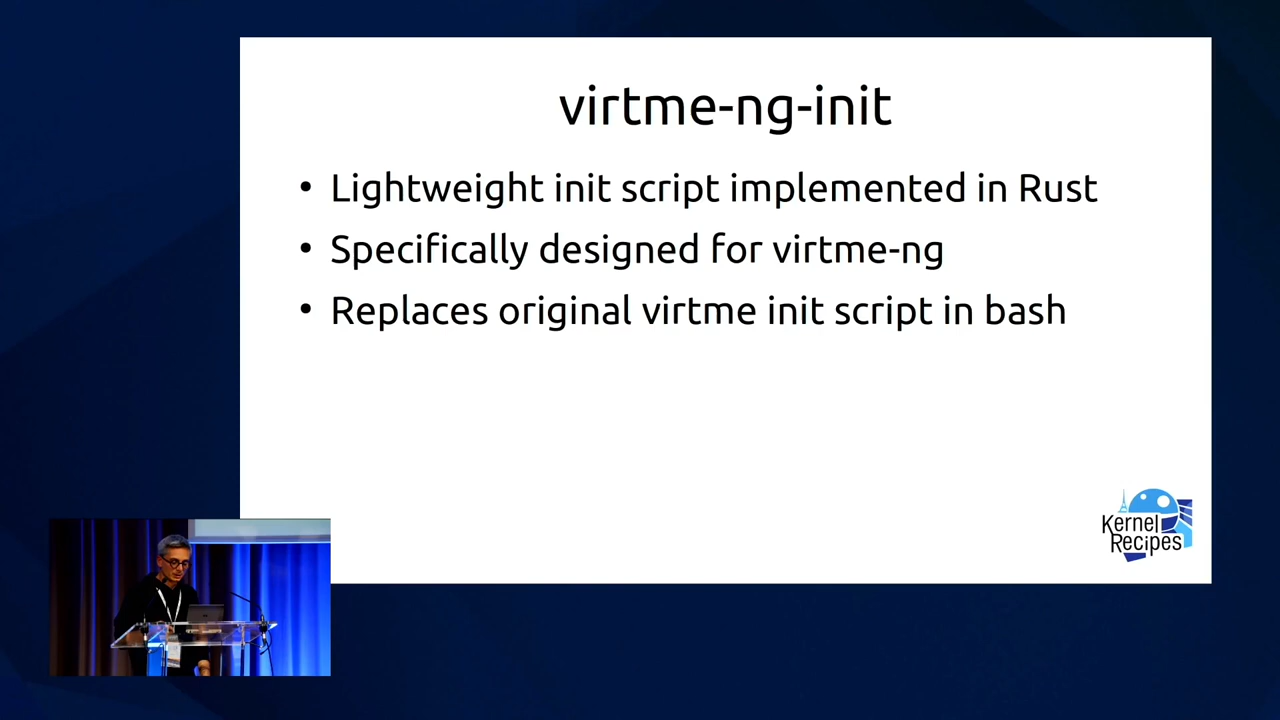 virtme-ng-init
• Lightweight init script implemented in Rust
• Specifically designed for virtme-ng
• Replaces original virtme init script in bash
Kernel
Recipes